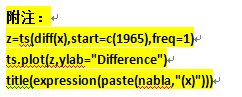 附注：
z=ts(diff(x),start=c(1965),freq=1)
ts.plot(z,ylab="Difference")
title(expression(paste(nabla,"(x)")))